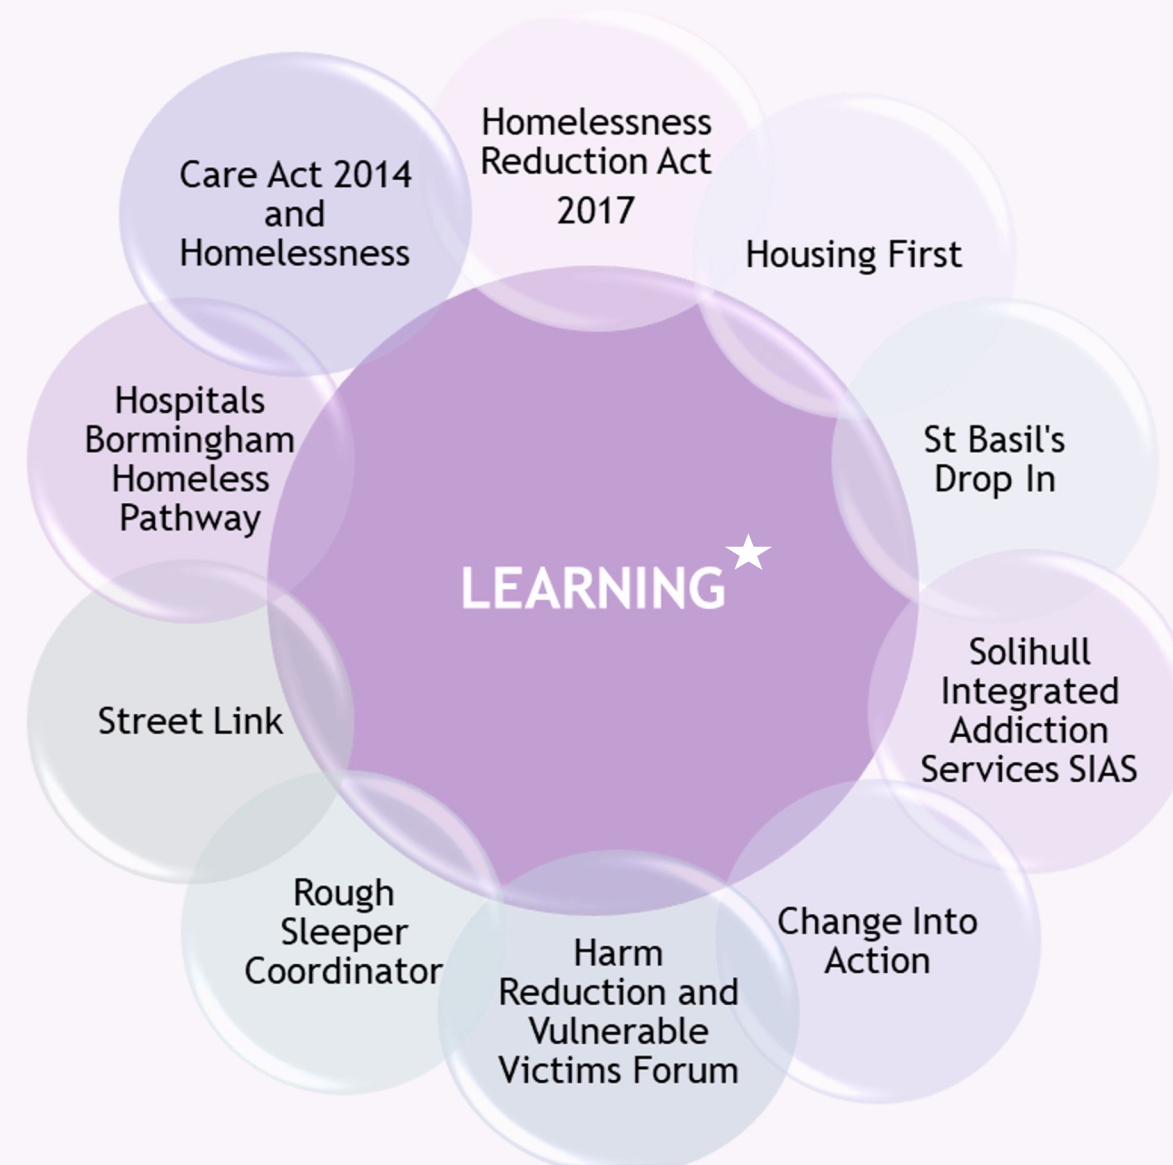 Homelessness
Reduction Act
2017
Housing First
St Basil's
Drop In
Solihull
Integrated
Addiction
Services SIAS
Change Into
Action
Harm
Reduction and
Vulnerable
Victims Forum
Rough
Sleeper
Coordinator
Street Link
Hospitals
Bormingham
Homeless
Pathway
Care Act 2014
and
Homelessness
LEARNING